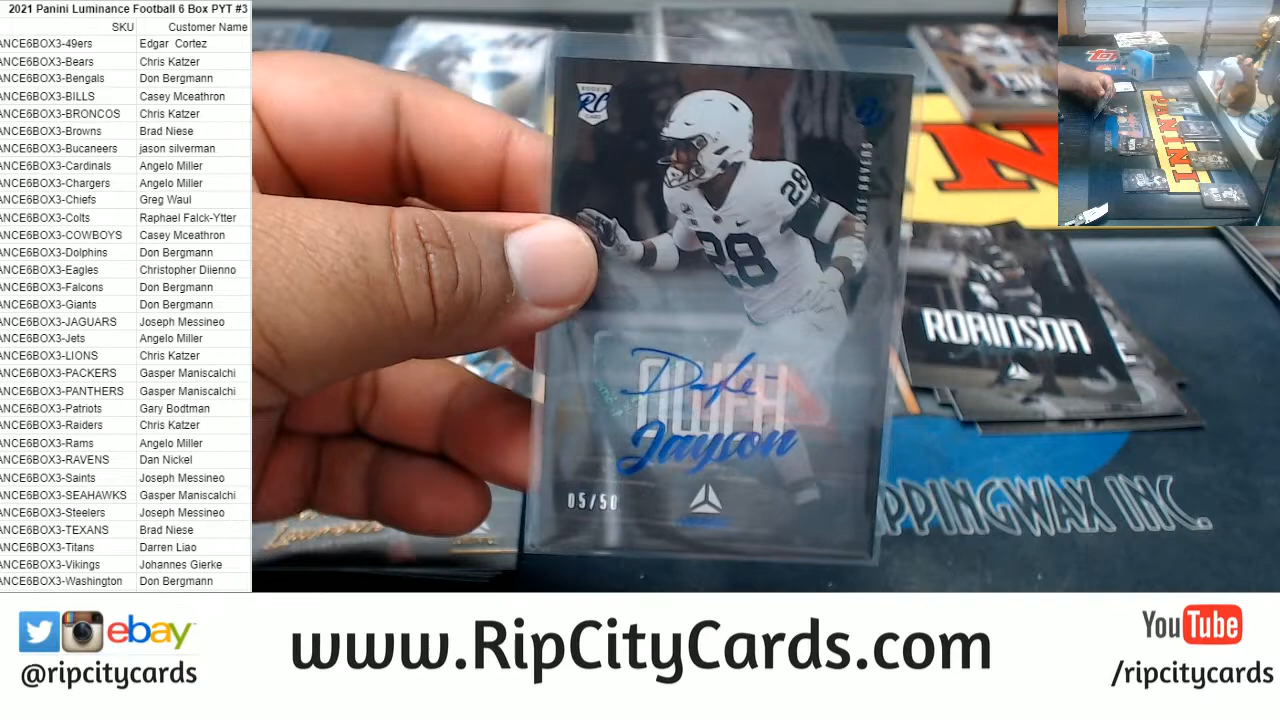 2021 Panini Luminance Football 6 Box PYT #3
SKU Customer Name
ANCE6BOX3-49ers Edgar Cortez
ANCE6BOX3-Bears Chris Katzer
ANCE6BOX3-Bengals Don Bergmann
ANCE6BOX3-BILLS Casey Mceathron
ANCE6BOX3-BRONCOS Chris Katzer
ANCE6BOX3-Browns Brad Niese
ANCE6BOX3-Bucaneers jason silverman
ANCE6BOX3-Cardinals Angelo Miller
ANCE6BOX3-Chargers Angelo Miller
ANCE6BOX3-Chiefs Greg Waul
ANCE6BOX3-Colts Raphael Falck-Ytter
ANCE6BOX3-COWBOYS Casey Mceathron
ANCE6BOX3-Dolphins Don Bergmann
ANCE6BOX3-Eagles Christopher Diienno
ANCE6BOX3-Falcons Don Bergmann
ANCE6BOX3-Giants Don Bergmann
ANCE6BOX3-JAGUARS Joseph Messineo
ANCE6BOX3-Jets Angelo Miller
ANCE6BOX3-LIONS Chris Katzer
ANCE6BOX3-PACKERS Gasper Maniscalchi
ANCE6BOX3-PANTHERS Gasper Maniscalchi
ANCE6BOX3-Patriots Gary Bodtman
ANCE6BOX3-Raiders Chris Katzer
ANCE6BOX3-Rams Angelo Miller
ANCE6BOX3-RAVENS Dan Nickel
ANCE6BOX3-Saints Joseph Messineo
ANCE6BOX3-SEAHAWKS Gasper Maniscalchi
ANCE6BOX3-Steelers Joseph Messineo
ANCE6BOX3-TEXANS Brad Niese
ANCE6BOX3-Titans Darren Liao
ANCE6BOX3-Vikings Johannes Gierke
ANCE6BOX3-Washington Don Bergmann
ROOKIE
RC
CARD
BALTIMORE RAVENS
28
28
OWEH
Jayson
05/50
ROBINSON
PPINGWAX INC.
PANINI
ebay
@ripcitycards
www.RipCityCards.com
YouTube
/ripcitycards